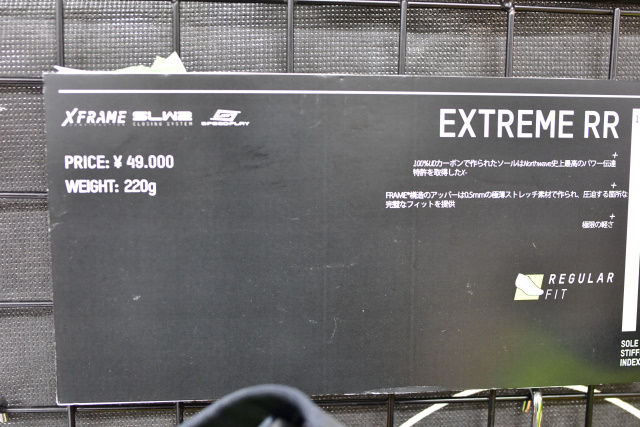 XFRAME SLW2 SPEEDPLAY
CLOSING SYSTEM
EXTREME RR
PRICE: ¥ 49.000
WEIGHT: 220g
+
100%UDカーボンで作られたソールはNorthwave史上最高のパワー伝達
特許を取得したX-
+
FRAME®構造のアッパーは0.5mmの極薄ストレッチ素材で作られ、圧迫する箇所な
完璧なフィットを提供
+
極限の軽さ
REGULAR
FIT
SOLE
STIFF
INDEX